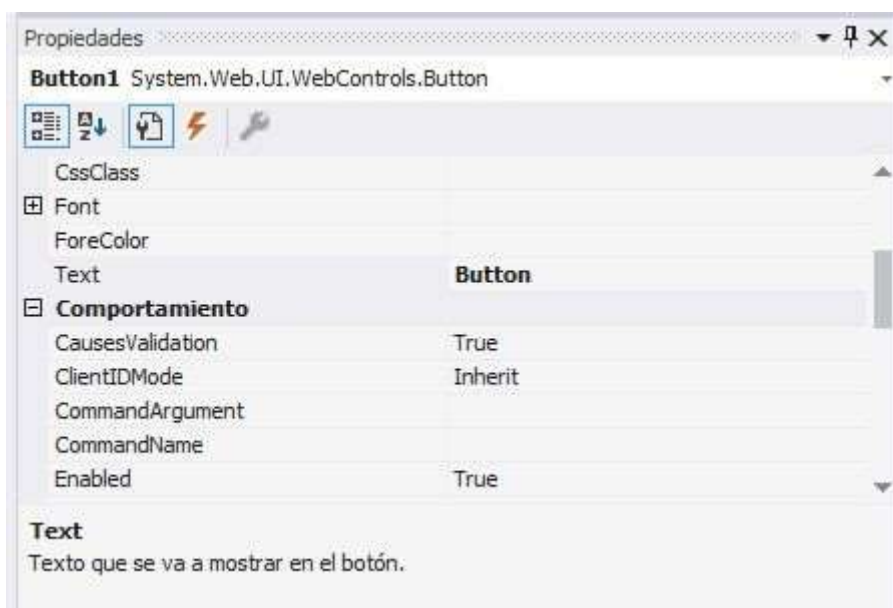 Propiedades
Button1 System.Web.UI.WebControls.Button
CssClass
Font
ForeColor
Text Button
Comportamiento
CausesValidation True
ClientIDMode Inherit
CommandArgument
CommandName
Enabled True
Text
Texto que se va a mostrar en el botón.